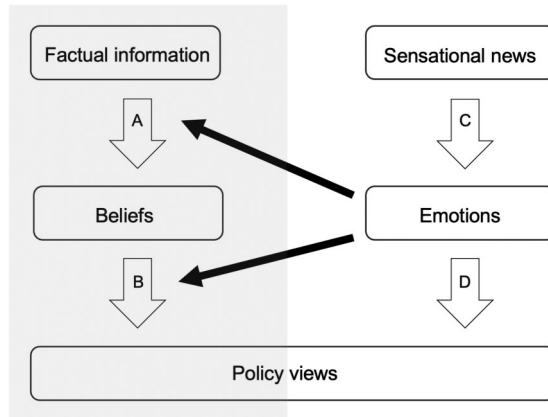 Factual information
Sensational news
A
C
Beliefs
Emotions
B
D
Policy views